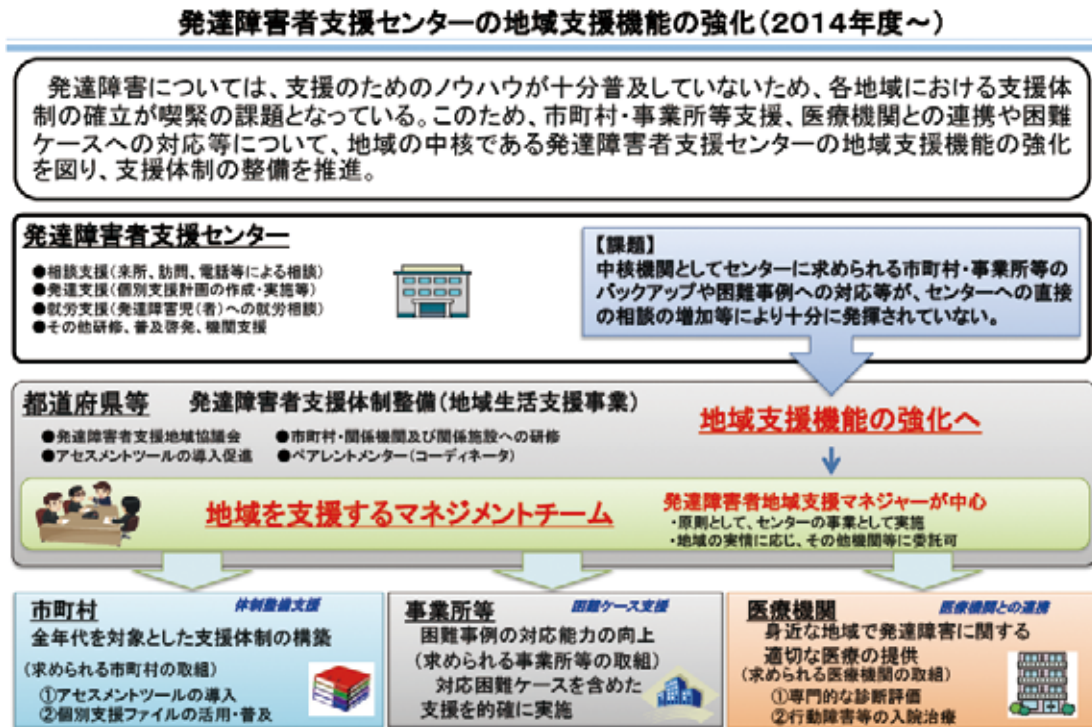 発達障害者支援センターの地域支援機能の強化（2014年度～）
発達障害については、支援のためのノウハウが十分普及していないため、各地域における支援体
制の確立が喫緊の課題となっている。このため、市町村・事業所等支援、医療機関との連携や困難
ケースへの対応等について、地域の中核である発達障害者支援センターの地域支援機能の強化
を図り、支援体制の整備を推進。
発達障害者支援センター
●相談支援（来所、訪問、電話等による相談）
●発達支援（個別支援計画の作成・実施等）
●就労支援（発達障害児（者）への就労相談）
●その他研修、普及啓発、機関支援
【課題】
中核機関としてセンターに求められる市町村・事業所等の
バックアップや困難事例への対応等が、センターへの直接
の相談の増加等により十分に発揮されていない。
都道府県等 発達障害者支援体制整備（地域生活支援事業）
●発達障害者支援地域協議会 ●市町村・関係機関及び関係施設への研修
●アセスメントツールの導入促進 ●ペアレントメンター（コーディネータ）
地域支援機能の強化へ
地域を支援するマネジメントチーム
発達障害者地域支援マネジャーが中心
・原則として、センターの事業として実施
・地域の実情に応じ、その他機関等に委託可
市町村 体制整備支援
全年代を対象とした支援体制の構築
（求められる市町村の取組）
①アセスメントツールの導入
②個別支援ファイルの活用・普及
事業所等 困難ケース支援
困難事例の対応能力の向上
（求められる事業所等の取組）
対応困難ケースを含めた
支援を的確に実施
医療機関 医療機関との連携
身近な地域で発達障害に関する
適切な医療の提供
（求められる医療機関の取組）
①専門的な診断評価
②行動障害等の入院治療